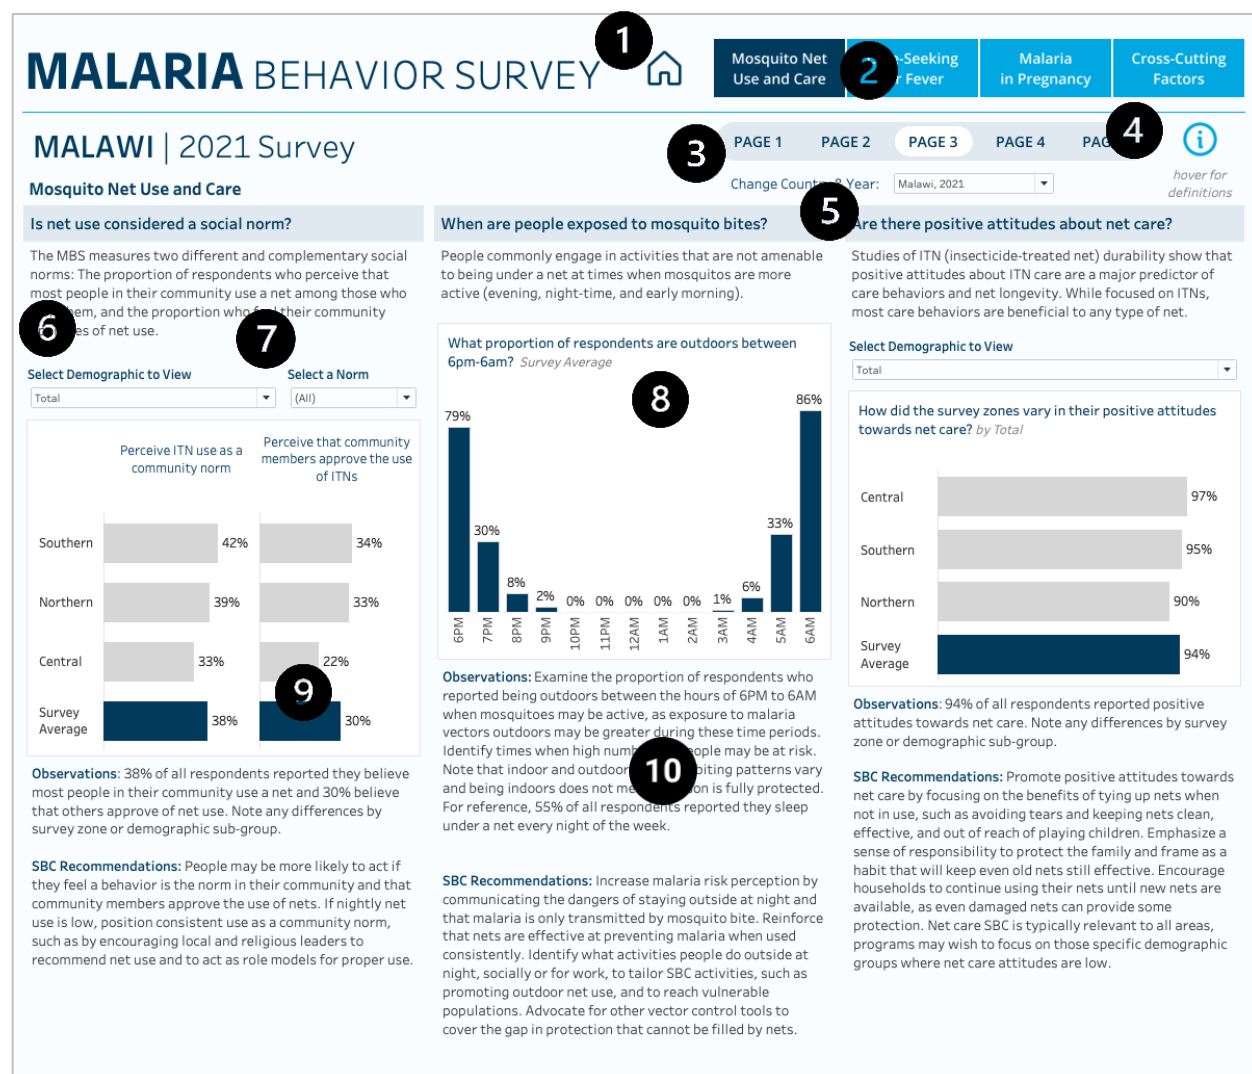 1
MALARIA BEHAVIOR SURVEY
Mosquito Net
Use and Care
2
-Seeking
r Fever
Malaria
in Pregnancy
Cross-Cutting
Factors
MALAWI | 2021 Survey
3
PAGE 1
PAGE 2
PAGE 3
PAGE 4
4
i
hover for
definitions
Change Country & Year:
Malawi, 2021
5
Mosquito Net Use and Care
Is net use considered a social norm?
The MBS measures two different and complementary social
norms: The proportion of respondents who perceive that
most people in their community use a net among those who
hem, and the proportion who feel their community
es of net use.
6
7
Select Demographic to View
Total
Select a Norm
(All)
Perceive ITN use as a
community norm
Perceive that community
members approve the use
of ITNs
Southern 42% 34%
Northern 39% 33%
Central 33% 22%
9
Survey
Average 38% 30%
Observations: 38% of all respondents reported they believe
most people in their community use a net and 30% believe
that others approve of net use. Note any differences by
survey zone or demographic sub-group.
SBC Recommendations: People may be more likely to act if
they feel a behavior is the norm in their community and that
community members approve the use of nets. If nightly net
use is low, position consistent use as a community norm,
such as by encouraging local and religious leaders to
recommend net use and to act as role models for proper use.
When are people exposed to mosquito bites?
People commonly engage in activities that are not amenable
to being under a net at times when mosquitos are more
active (evening, night-time, and early morning).
What proportion of respondents are outdoors between
6pm-6am? Survey Average
8
79% 30% 8% 2% 0% 0% 0% 0% 0% 1% 6% 33% 86%
6PM 7PM 8PM 9PM 10PM 11PM 12AM 1AM 2AM 3AM 4AM 5AM 6AM
Observations: Examine the proportion of respondents who
reported being outdoors between the hours of 6PM to 6AM
when mosquitoes may be active, as exposure to malaria
vectors outdoors may be greater during these time periods.
Identify times when high num ople may be at risk.
Note that indoor and outdoor biting patterns vary
and being indoors does not me on is fully protected.
For reference, 55% of all respondents reported they sleep
under a net every night of the week.
10
SBC Recommendations: Increase malaria risk perception by
communicating the dangers of staying outside at night and
that malaria is only transmitted by mosquito bite. Reinforce
that nets are effective at preventing malaria when used
consistently. Identify what activities people do outside at
night, socially or for work, to tailor SBC activities, such as
promoting outdoor net use, and to reach vulnerable
populations. Advocate for other vector control tools to
cover the gap in protection that cannot be filled by nets.
Are there positive attitudes about net care?
Studies of ITN (insecticide-treated net) durability show that
positive attitudes about ITN care are a major predictor of
care behaviors and net longevity. While focused on ITNs,
most care behaviors are beneficial to any type of net.
Select Demographic to View
Total
How did the survey zones vary in their positive attitudes
towards net care? by Total
Central 97%
Southern 95%
Northern 90%
Survey
Average 94%
Observations: 94% of all respondents reported positive
attitudes towards net care. Note any differences by survey
zone or demographic sub-group.
SBC Recommendations: Promote positive attitudes towards
net care by focusing on the benefits of tying up nets when
not in use, such as avoiding tears and keeping nets clean,
effective, and out of reach of playing children. Emphasize a
sense of responsibility to protect the family and frame as a
habit that will keep even old nets still effective. Encourage
households to continue using their nets until new nets are
available, as even damaged nets can provide some
protection. Net care SBC is typically relevant to all areas,
programs may wish to focus on those specific demographic
groups where net care attitudes are low.